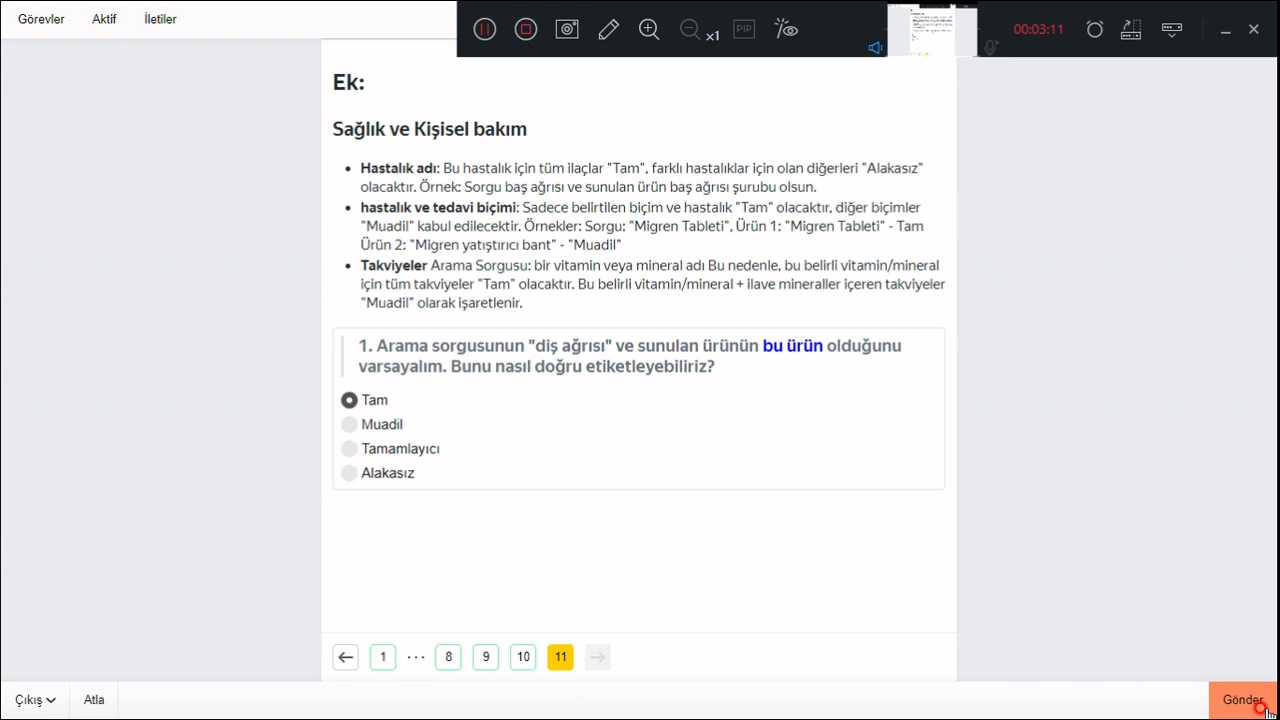 Görevler Aktif İletiler
x1 PIP 00:03:11
Ek:
Sağlık ve Kişisel bakım
• Hastalık adı: Bu hastalık için tüm ilaçlar "Tam", farklı hastalıklar için olan diğerleri "Alakasız"
olacaktır. Örnek: Sorgu baş ağrısı ve sunulan ürün baş ağrısı şurubu olsun.
• hastalık ve tedavi biçimi: Sadece belirtilen biçim ve hastalık "Tam" olacaktır, diğer biçimler
"Muadil" kabul edilecektir. Örnekler: Sorgu: "Migren Tableti", Ürün 1: "Migren Tableti" - Tam
Ürün 2: "Migren yatıştırıcı bant" - "Muadil"
• Takviyeler Arama Sorgusu: bir vitamin veya mineral adı Bu nedenle, bu belirli vitamin/mineral
için tüm takviyeler "Tam" olacaktır. Bu belirli vitamin/mineral + ilave mineraller içeren takviyeler
"Muadil" olarak işaretlenir.
1. Arama sorgusunun "diş ağrısı" ve sunulan ürünün bu ürün olduğunu
varsayalım. Bunu nasıl doğru etiketleyebiliriz?
Tam
Muadil
Tamamlayıcı
Alakasız
1 ... 8 9 10 11
Çıkış Atla Gönder